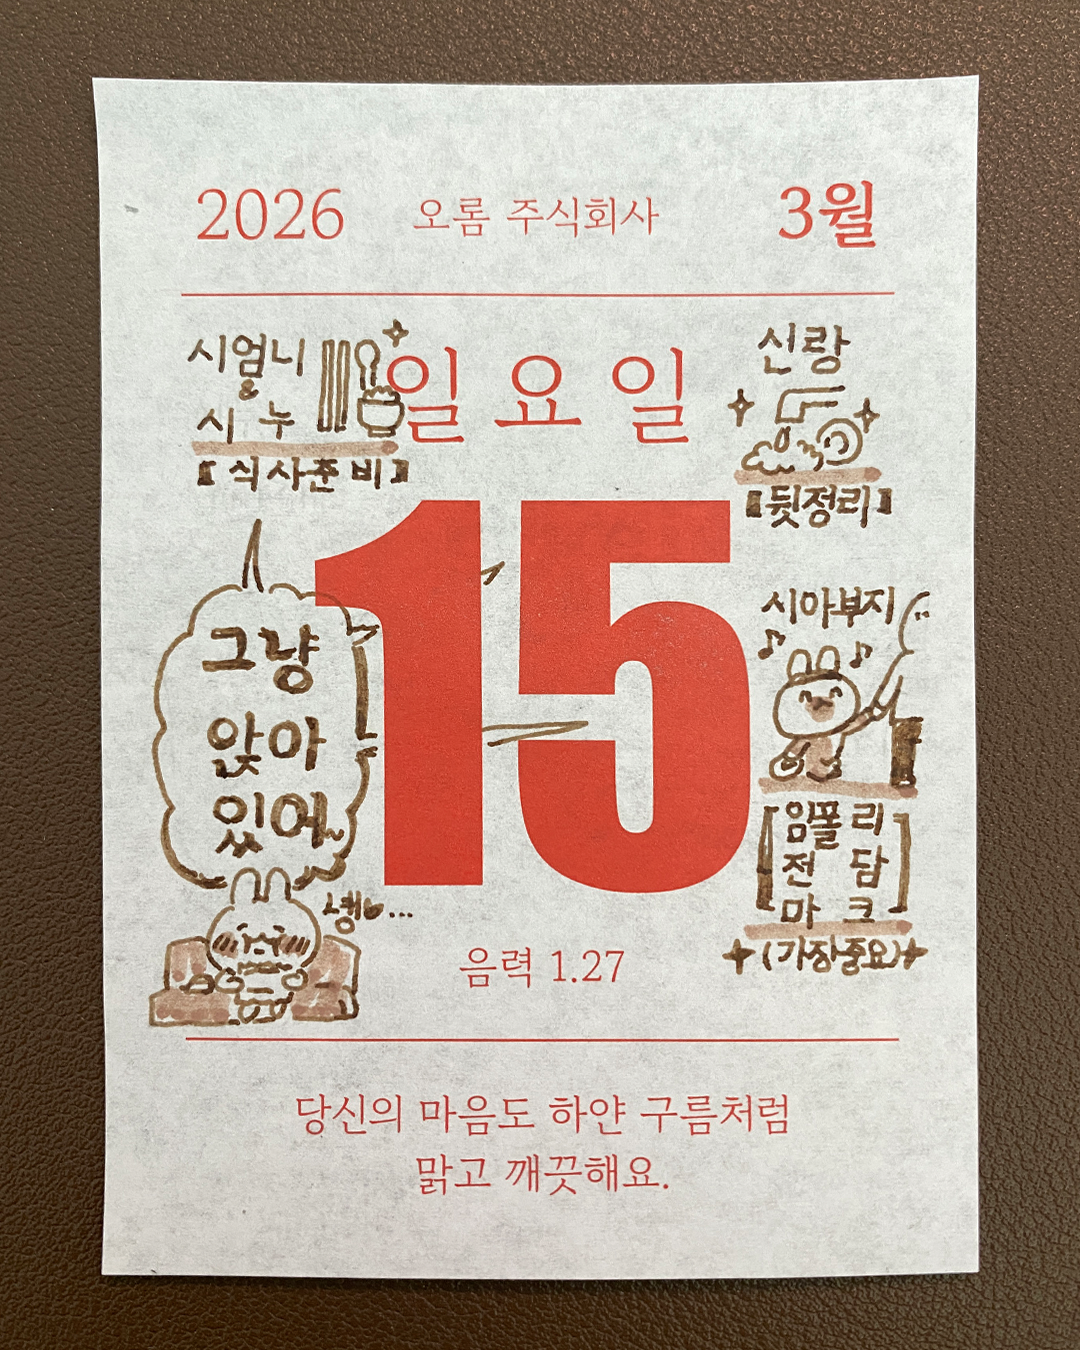 2026 오롬 주식회사 3월
시엄니
&
시누
[식사준비]
일요일
신랑
[뒷정리]
15
그냥
앉아
있어~
넹...
시아부지
[임폴리
전담
마크]
(가장중요)
음력 1.27
당신의 마음도 하얀 구름처럼
맑고 깨끗해요.